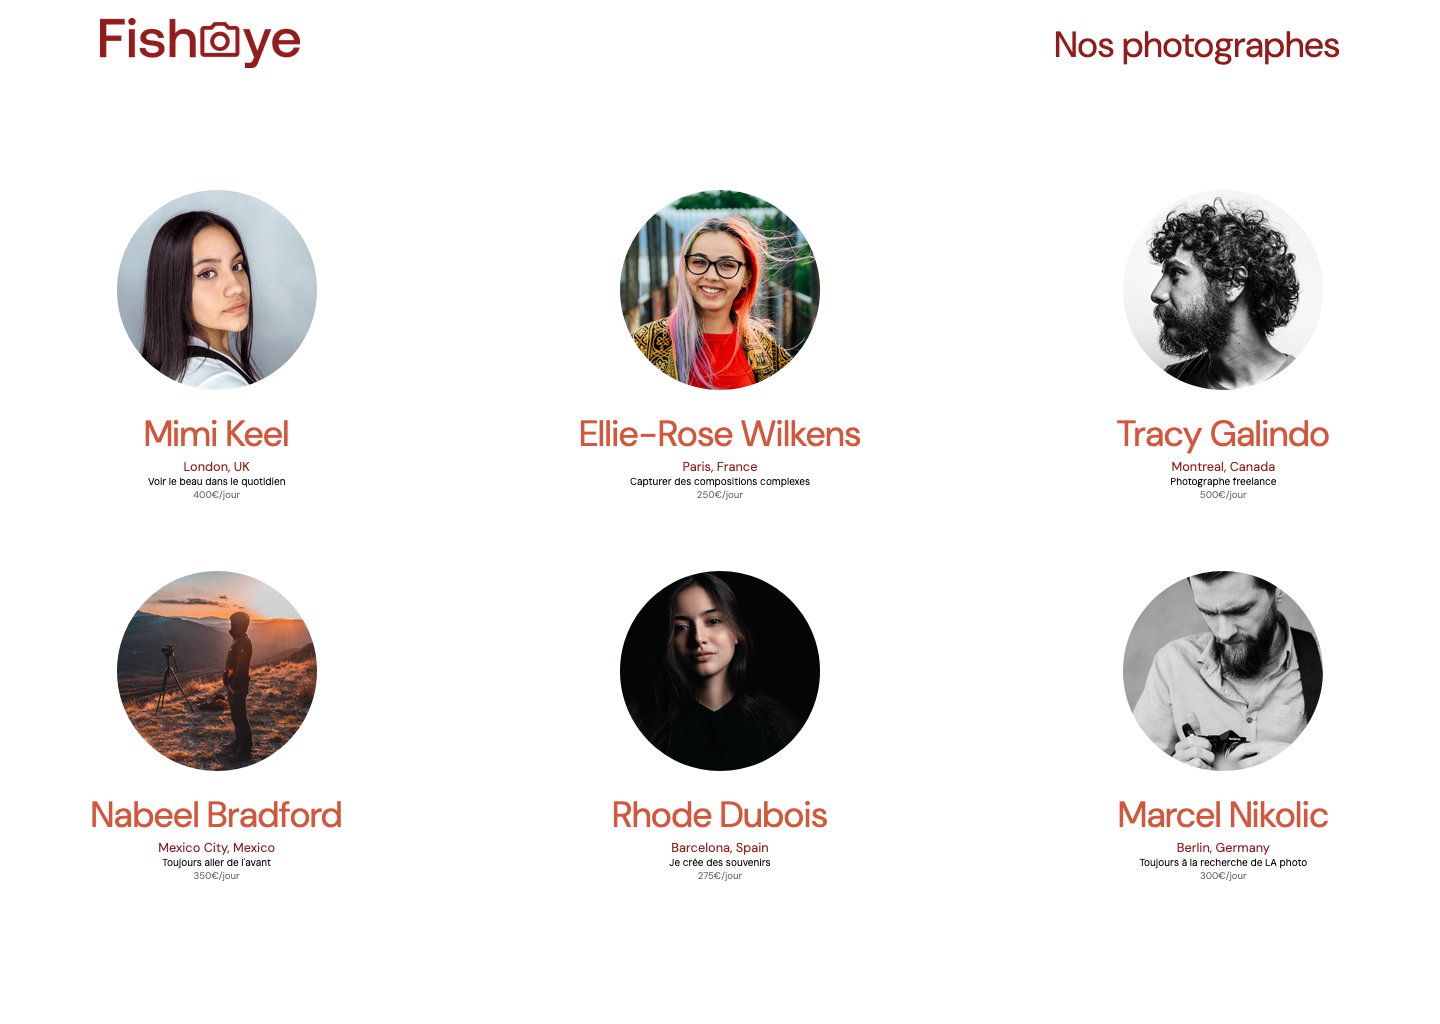 Fisheye
Nos photographes
Mimi Keel
London, UK
Voir le beau dans le quotidien
400€/jour
Ellie-Rose Wilkens
Paris, France
Capturer des compositions complexes
250€/jour
Tracy Galindo
Montreal, Canada
Photographe freelance
500€/jour
Nabeel Bradford
Mexico City, Mexico
Toujours aller de l'avant
350€/jour
Rhode Dubois
Barcelona, Spain
Je crée des souvenirs
275€/jour
Marcel Nikolic
Berlin, Germany
Toujours à la recherche de LA photo
300€/jour